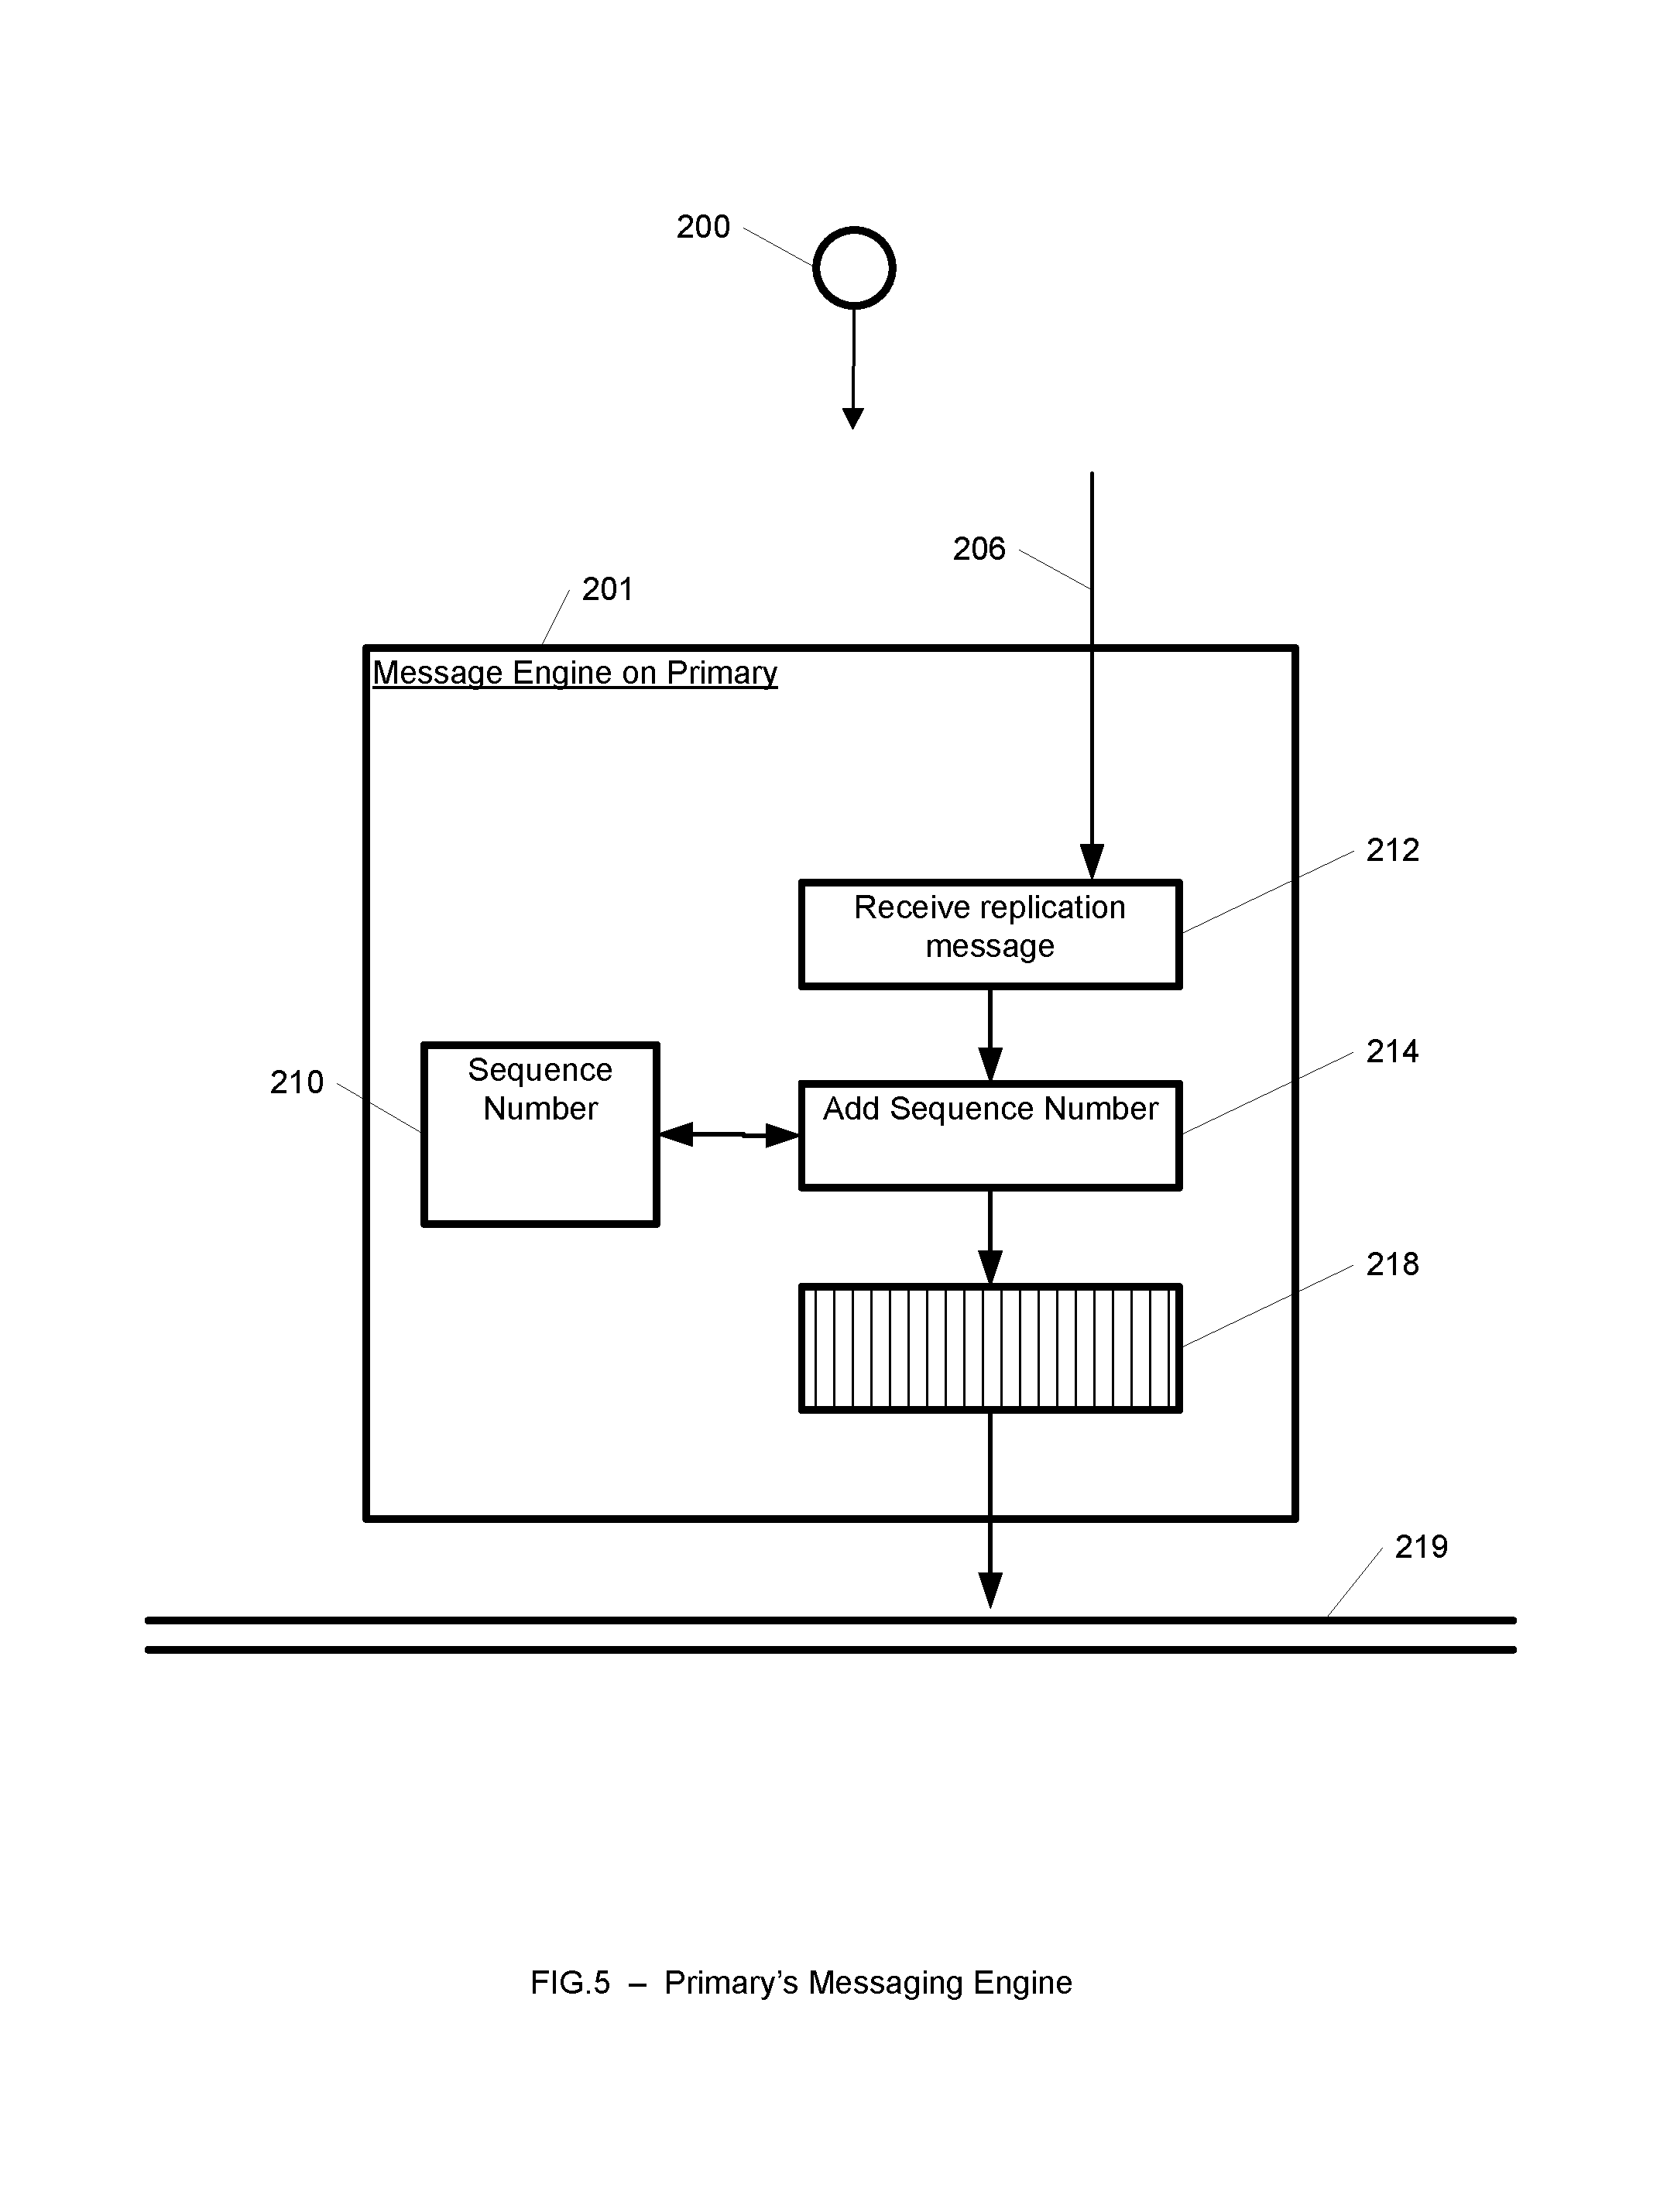 200
206
201
Message Engine on Primary
212
Receive replication
message
214
Sequence
Number
210
Add Sequence Number
218
219
FIG.5 – Primary’s Messaging Engine